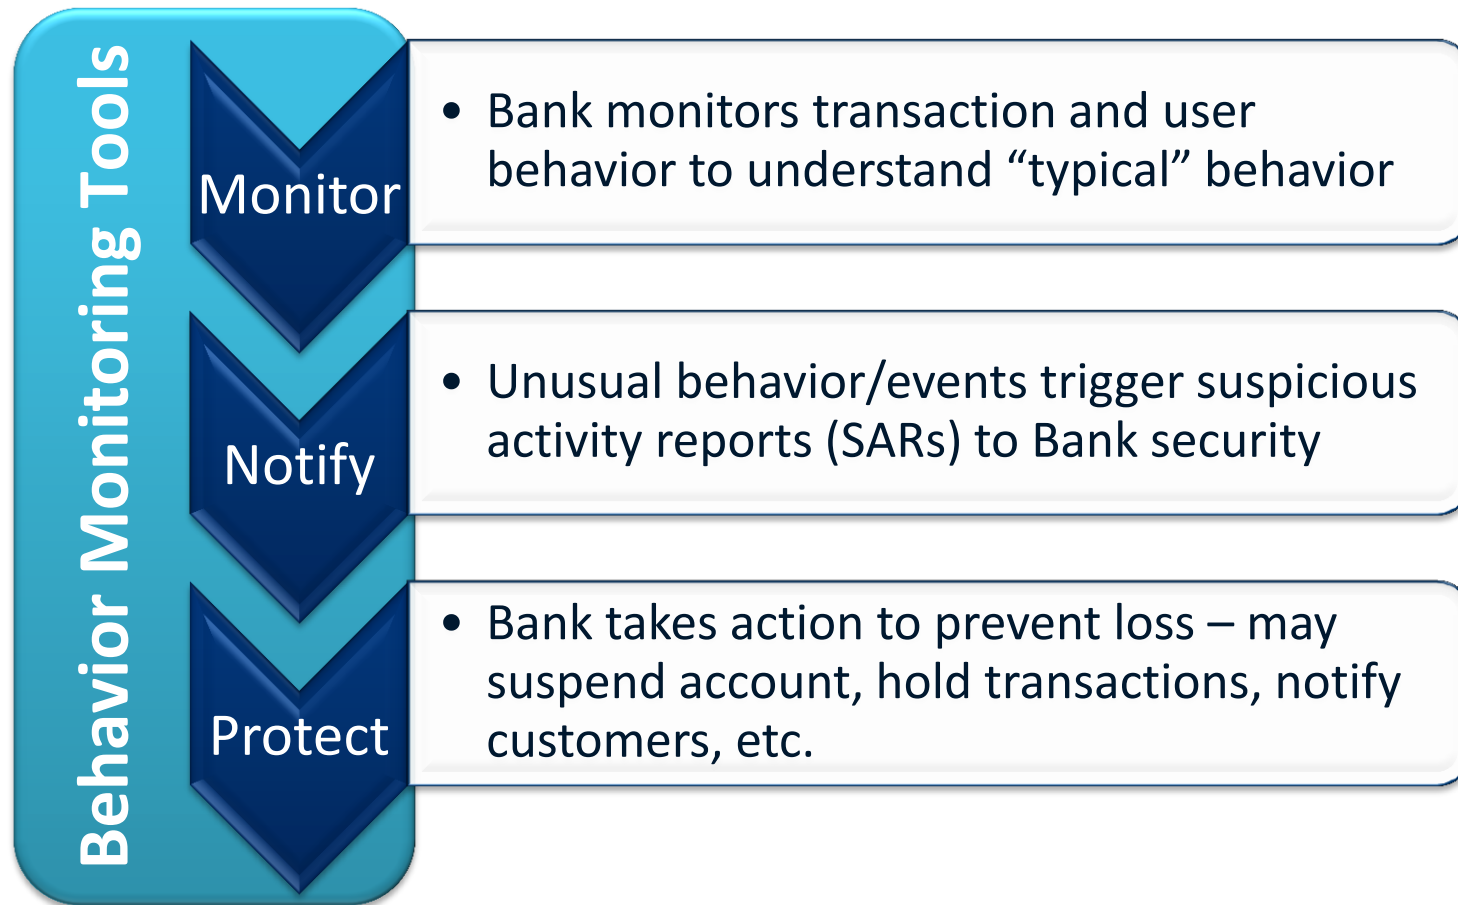 Behavior Monitoring Tools
Monitor
• Bank monitors transaction and user
behavior to understand “typical” behavior
Notify
• Unusual behavior/events trigger suspicious
activity reports (SARs) to Bank security
Protect
• Bank takes action to prevent loss – may
suspend account, hold transactions, notify
customers, etc.